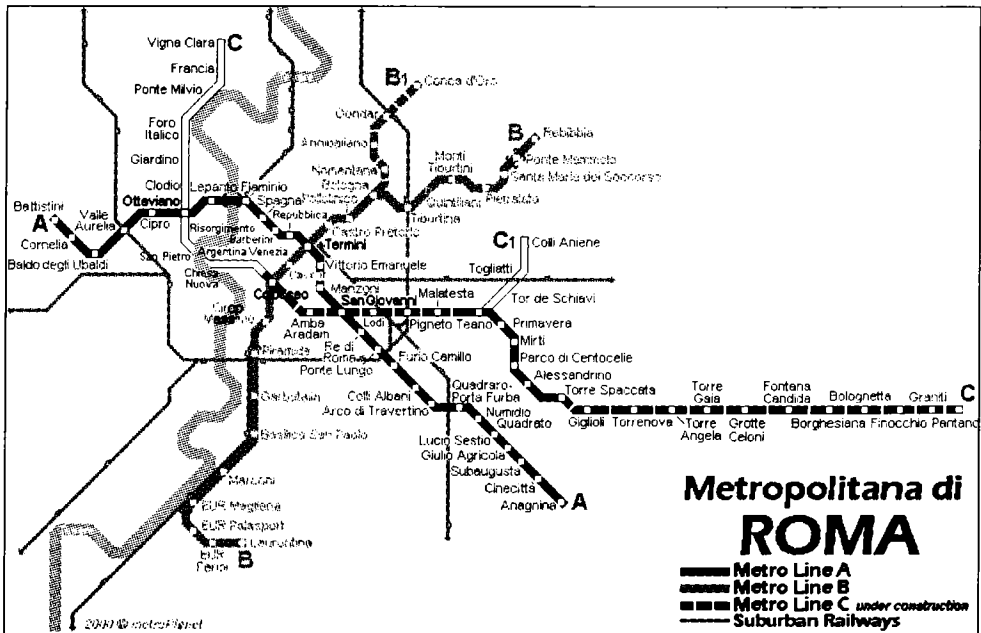 Vigna Clara
C
Francia
Ponte Milvio
Foro
Italico
Giardino
Clodio
Lepanto Flaminio
Ottaviano
Spagna
Battistini
A
Valle
Aurelia
Cornelia
Cipro
Baldo degli Ubaldi
San Pietro
Risorgimento
Repubblica
Barberini
Argentina Venezia
Termini
Chiesa
Nuova
Cavour
Colosseo
Vittorio Emanuele
Manzoni
San Giovanni
Malatesta
B1
Conca d'Oro
Gondar
Annibaliano
Nomentana
Bologna
Policlinico
Castro Pretorio
Monti
Tiburtini
Quintiliani
Tiburtina
Pietralata
B
Rebibbia
Ponte Mammolo
Santa Maria del Soccorso
C1
Colli Aniene
Togliatti
Tor de Schiavi
Circo
Massimo
Amba
Aradam
Lodi
Pigneto Teano
Primavera
Mirti
Parco di Centocelle
Alessandrino
Torre Spaccata
Piramide
Re di
Roma
Ponte Lungo
Furio Camillo
Colli Albani
Arco di Travertino
Quadraro-
Porta Furba
Numidio
Quadrato
Lucio Sestio
Giulio Agricola
Subaugusta
Cinecittà
Anagnina
A
Garbatella
Basilica San Paolo
Marconi
EUR Magliana
EUR Palasport
EUR
Fermi
Laurentina
B
Giglioli
Torrenova
Torre
Gaia
Torre
Angela
Grotte
Celoni
Fontana
Candida
Borghesiana
Bolognetta
Finocchio
Graniti
Pantano
C
Metropolitana di
ROMA
Metro Line A
Metro Line B
Metro Line C under construction
Suburban Railways
2000 © metroPlanet